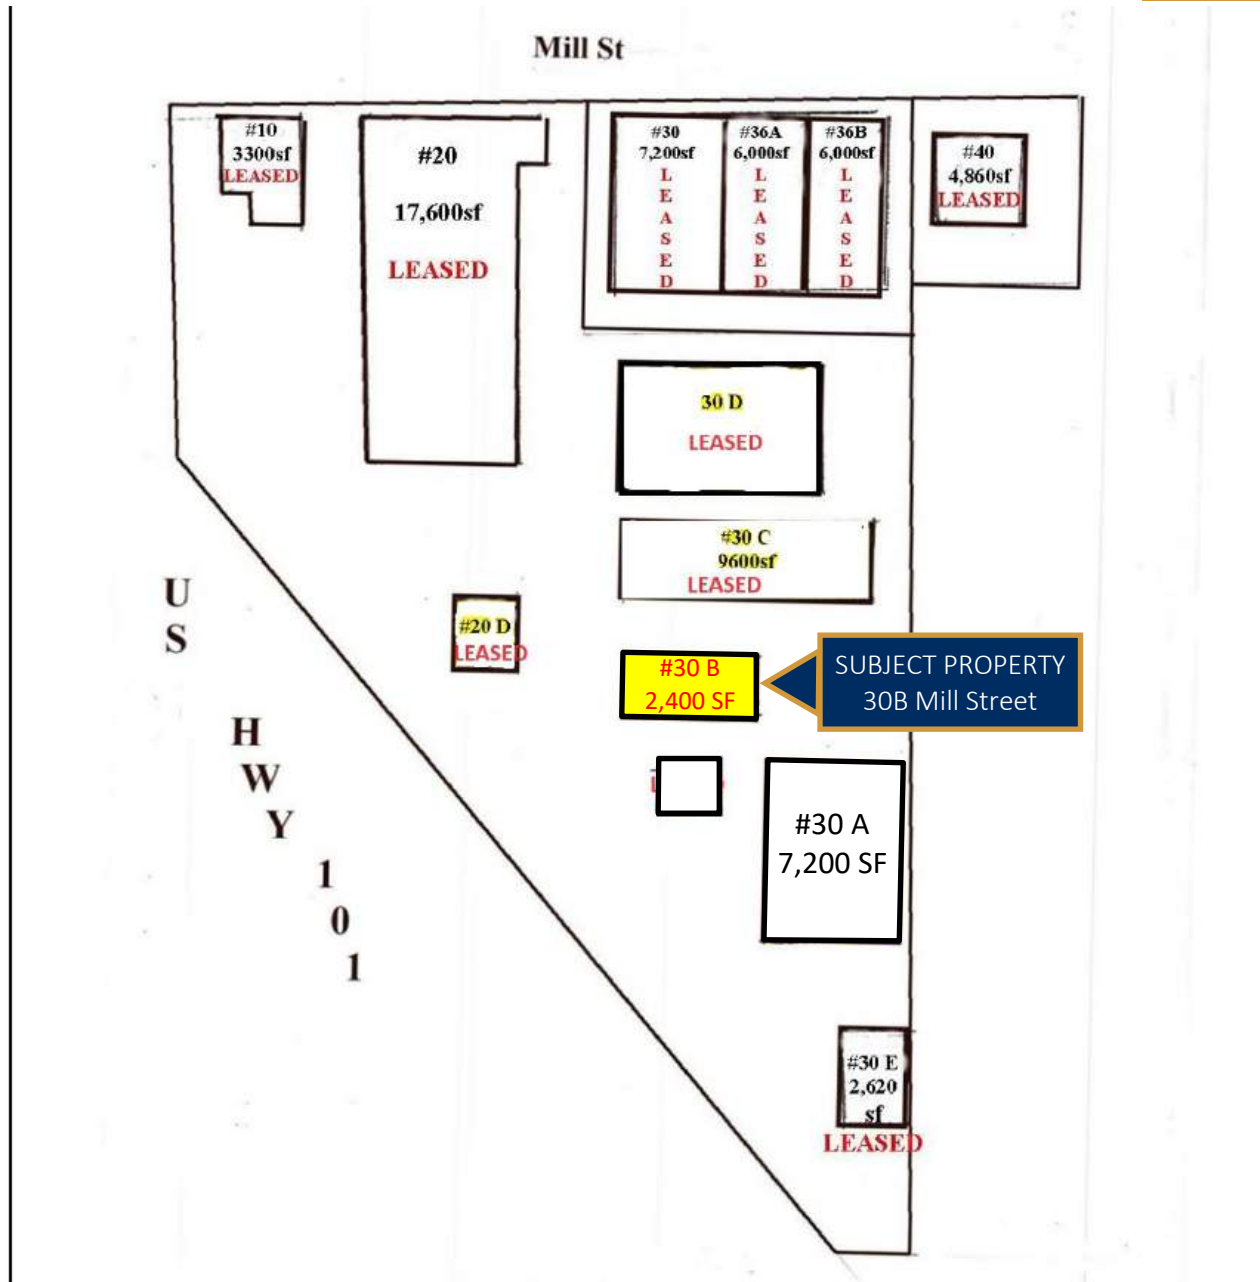 Mill St
#10
3300sf
LEASED
#20
17,600sf
LEASED
#30
7,200sf
L
E
A
S
E
D
#36A
6,000sf
L
E
A
S
E
D
#36B
6,000sf
L
E
A
S
E
D
#40
4,860sf
LEASED
30 D
LEASED
#30 C
9600sf
LEASED
#20 D
LEASED
#30 B
2,400 SF
SUBJECT PROPERTY
30B Mill Street
#30 A
7,200 SF
#30 E
2,620
sf
LEASED
U
S
H
W
Y
1
0
1